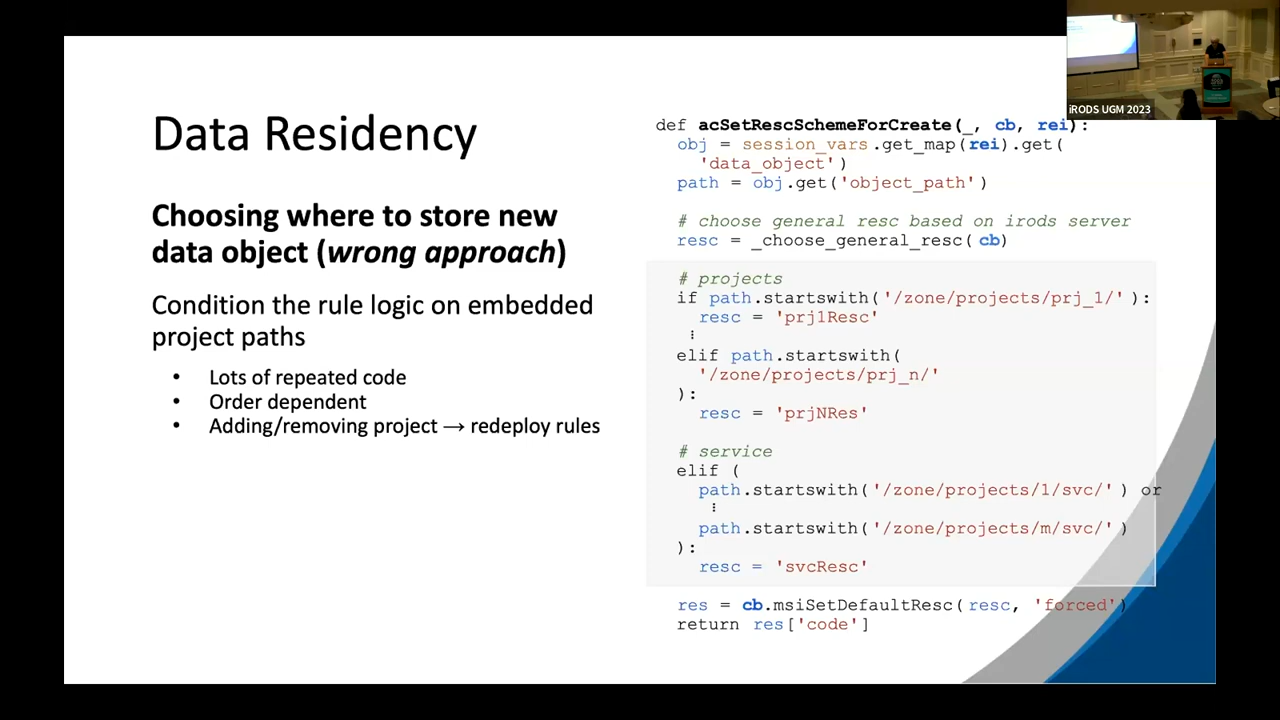 Data Residency
Choosing where to store new
data object (wrong approach)
Condition the rule logic on embedded
project paths
• Lots of repeated code
• Order dependent
• Adding/removing project → redeploy rules
def acSetRescSchemeForCreate(_, cb, rei):
obj = session_vars.get_map(rei).get(
'data_object')
path = obj.get('object_path')
# choose general resc based on irods server
resc = _choose_general_resc(cb)
# projects
if path.startswith('/zone/projects/prj_1/'):
resc = 'prj1Resc'
⋮
elif path.startswith(
'/zone/projects/prj_n/'
):
resc = 'prjNRes'
# service
elif (
path.startswith('/zone/projects/1/svc/') or
⋮
path.startswith('/zone/projects/m/svc/')
):
resc = 'svcResc'
res = cb.msiSetDefaultResc(resc, 'forced')
return res['code']
iRODS UGM 2023